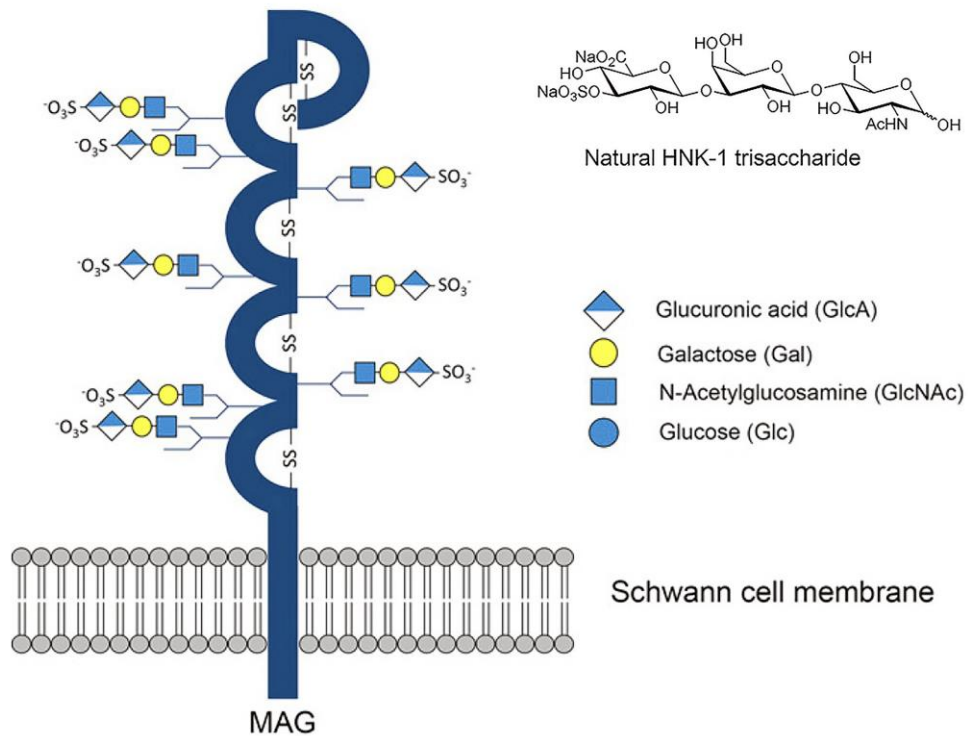 SS
SS
SS
SS
SS
⁻O₃S
⁻O₃S
SO₃⁻
⁻O₃S
SO₃⁻
SO₃⁻
⁻O₃S
⁻O₃S
MAG
NaO₂C
HO
NaO₃SO
O
OH
O
HO
OH
O
OH
O
OH
O
HO
AcHN
OH
Natural HNK-1 trisaccharide
Glucuronic acid (GlcA)
Galactose (Gal)
N-Acetylglucosamine (GlcNAc)
Glucose (Glc)
Schwann cell membrane